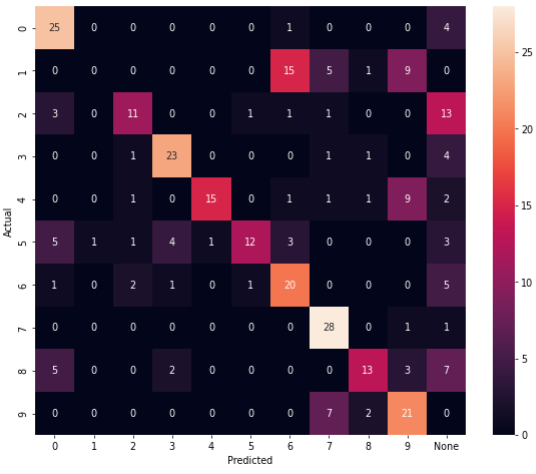 0 25 0 0 0 0 0 1 0 0 0 4
1 0 0 0 0 0 0 15 5 1 9 0
2 3 0 11 0 0 1 1 1 0 0 13
3 0 0 1 23 0 0 0 1 1 0 4
4 0 0 1 0 15 0 1 1 1 9 2
5 5 1 1 4 1 12 3 0 0 0 3
6 1 0 2 1 0 1 20 0 0 0 5
7 0 0 0 0 0 0 0 28 0 1 1
8 5 0 0 2 0 0 0 0 13 3 7
9 0 0 0 0 0 0 0 7 2 21 0
0 1 2 3 4 5 6 7 8 9 None
Predicted
Actual
25
20
15
10
5
0